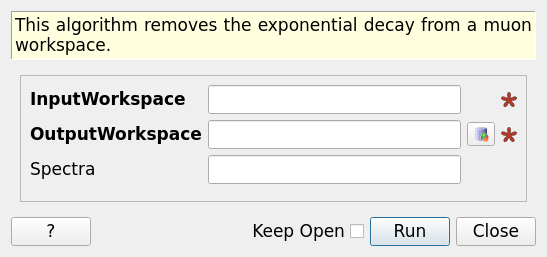 This algorithm removes the exponential decay from a muon
workspace.
InputWorkspace *
OutputWorkspace *
Spectra
? Keep Open Run Close